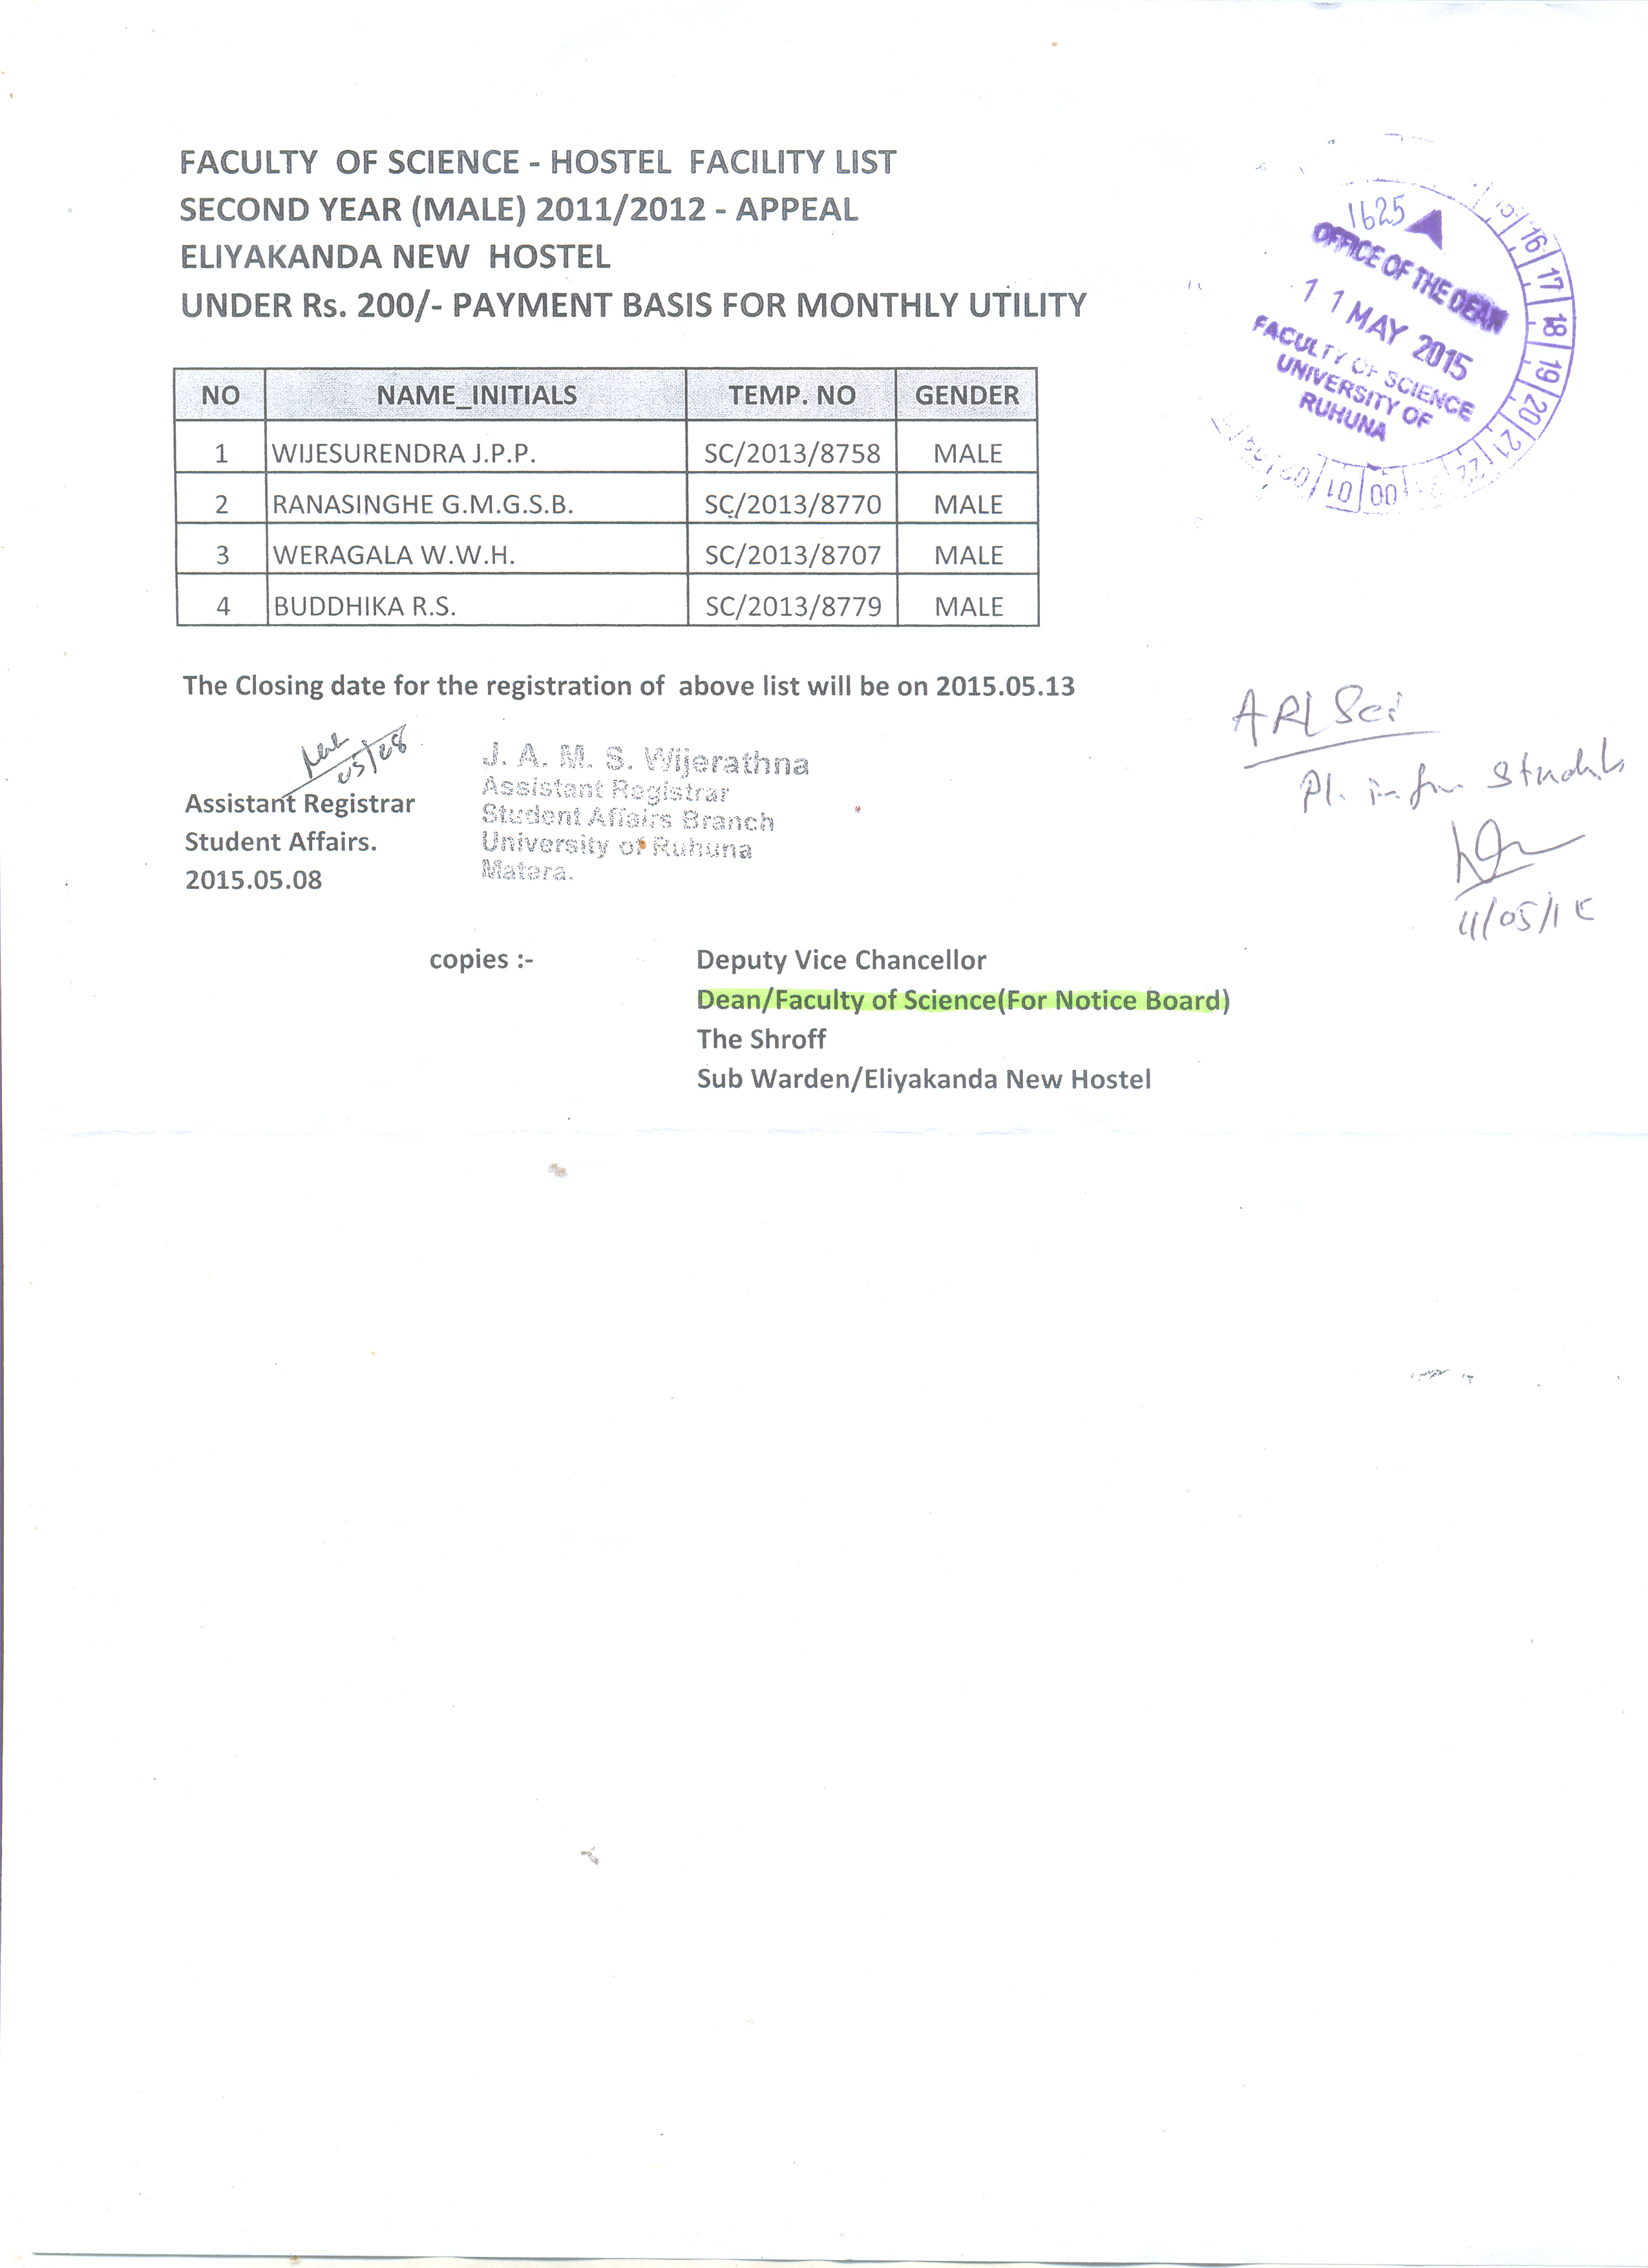 FACULTY OF SCIENCE - HOSTEL FACILITY LIST
SECOND YEAR (MALE) 2011/2012 - APPEAL
ELIYAKANDA NEW HOSTEL
UNDER Rs. 200/- PAYMENT BASIS FOR MONTHLY UTILITY
1625
OFFICE OF THE DEAN
11 MAY 2015
FACULTY OF SCIENCE
UNIVERSITY OF
RUHUNA
16 17 18 19 20 21 22
00 01
NO NAME_INITIALS TEMP. NO GENDER
1 WIJESURENDRA J.P.P. SC/2013/8758 MALE
2 RANASINGHE G.M.G.S.B. SC/2013/8770 MALE
3 WERAGALA W.W.H. SC/2013/8707 MALE
4 BUDDHIKA R.S. SC/2013/8779 MALE
The Closing date for the registration of above list will be on 2015.05.13
05/08
Assistant Registrar
Student Affairs.
2015.05.08
J. A. M. S. Wijerathna
Assistant Registrar
Student Affairs Branch
University of Ruhuna
Matara.
AR/Sci
Pl. inform students
11/05/15
copies :- Deputy Vice Chancellor
Dean/Faculty of Science(For Notice Board)
The Shroff
Sub Warden/Eliyakanda New Hostel